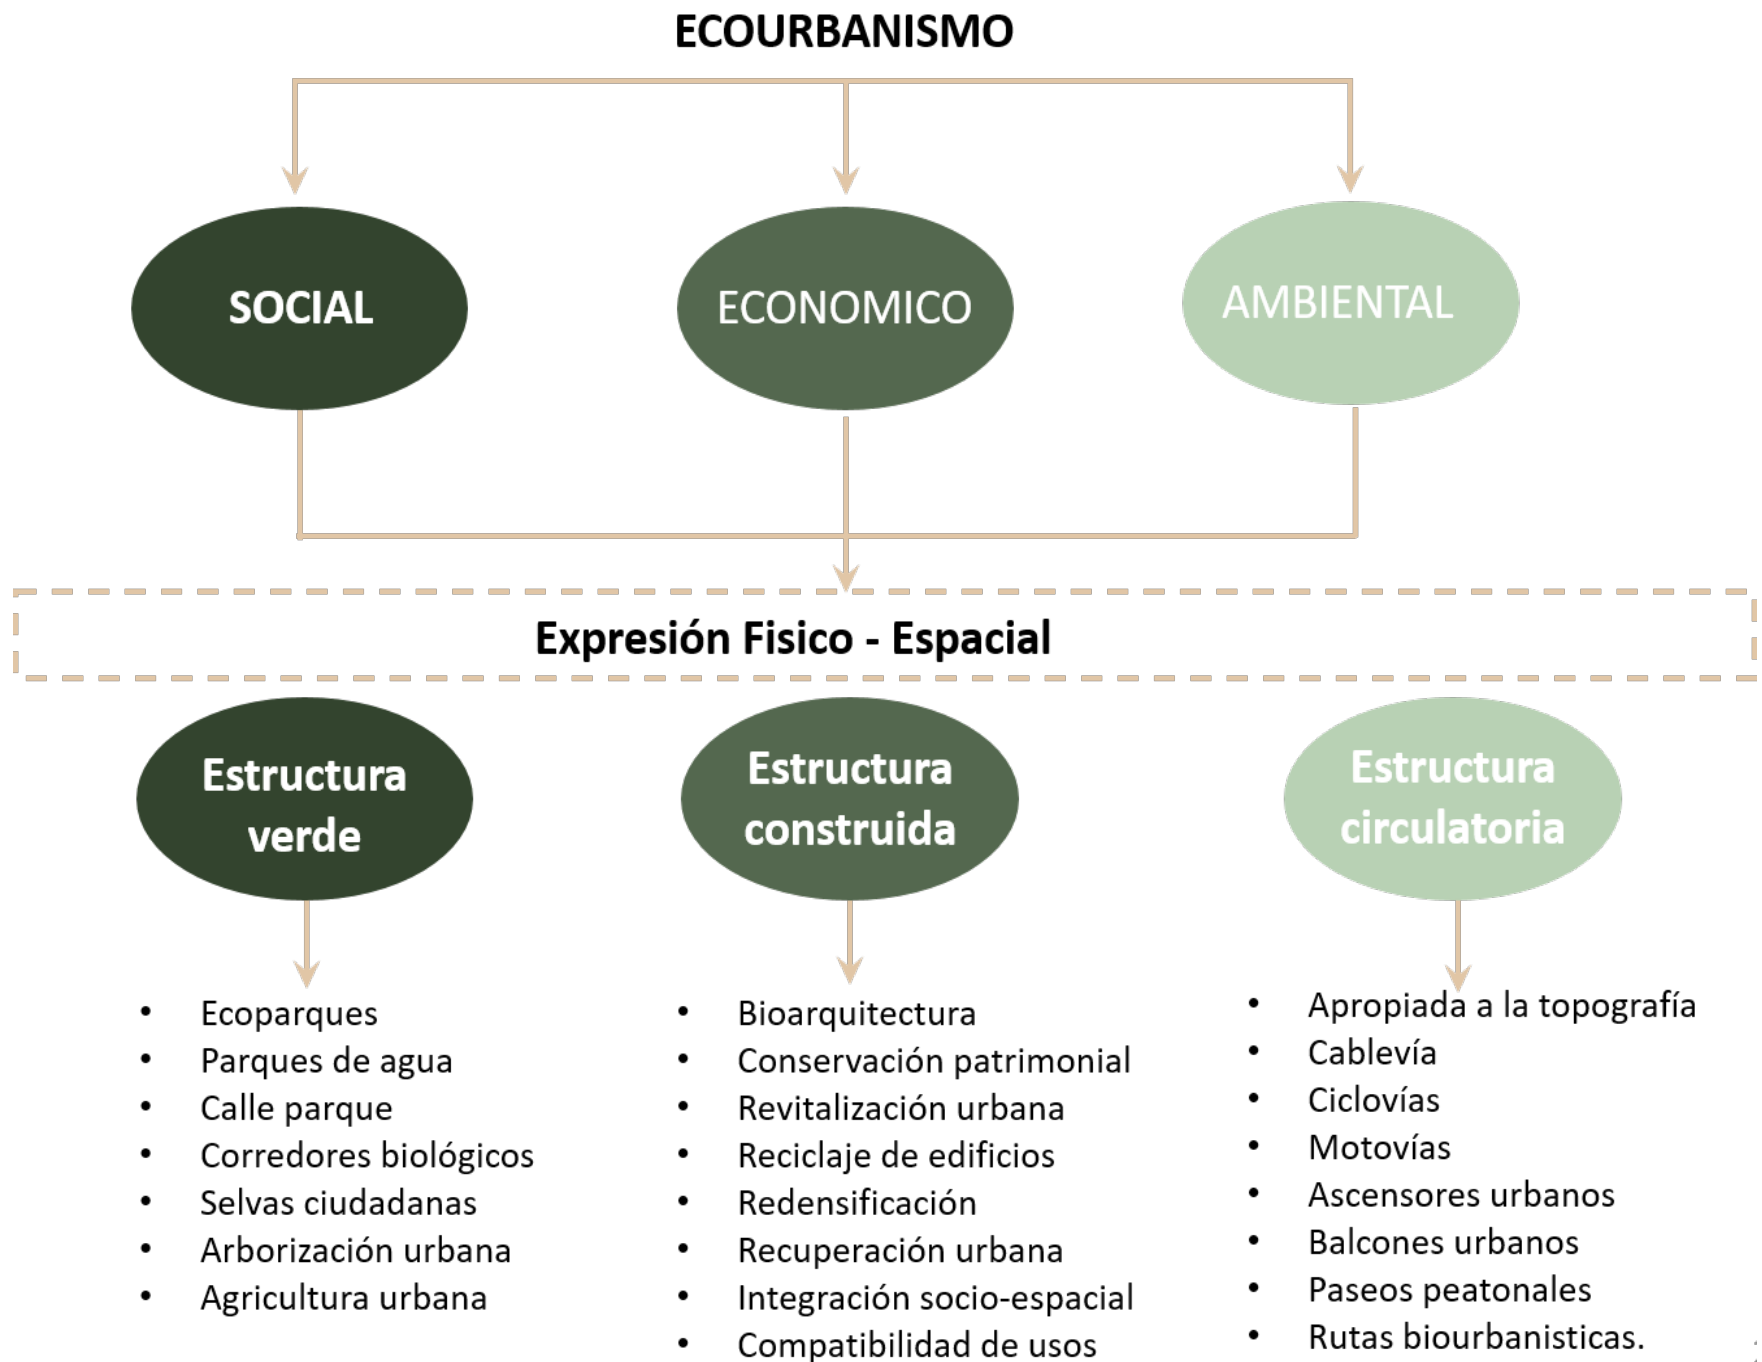 ECOURBANISMO
SOCIAL
ECONOMICO
AMBIENTAL
Expresión Fisico - Espacial
Estructura
verde
Estructura
construida
Estructura
circulatoria
• Ecoparques
• Parques de agua
• Calle parque
• Corredores biológicos
• Selvas ciudadanas
• Arborización urbana
• Agricultura urbana
• Bioarquitectura
• Conservación patrimonial
• Revitalización urbana
• Reciclaje de edificios
• Redensificación
• Recuperación urbana
• Integración socio-espacial
• Compatibilidad de usos
• Apropiada a la topografía
• Cablevía
• Ciclovías
• Motovías
• Ascensores urbanos
• Balcones urbanos
• Paseos peatonales
• Rutas biourbanisticas.